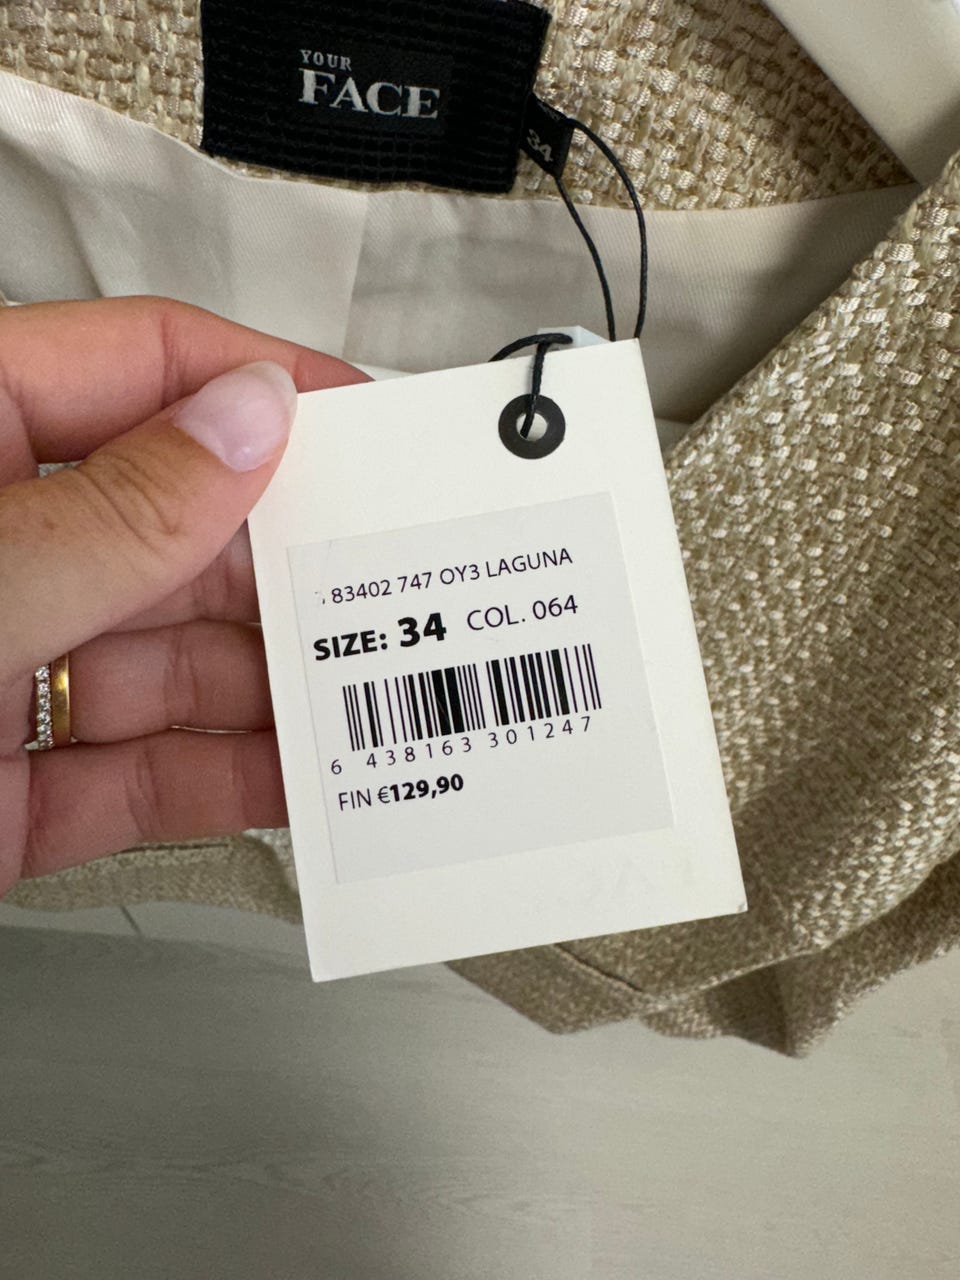 YOUR
FACE
34
83402 747 OY3 LAGUNA
SIZE: 34 COL. 064
6 438163 301247
FIN €129,90